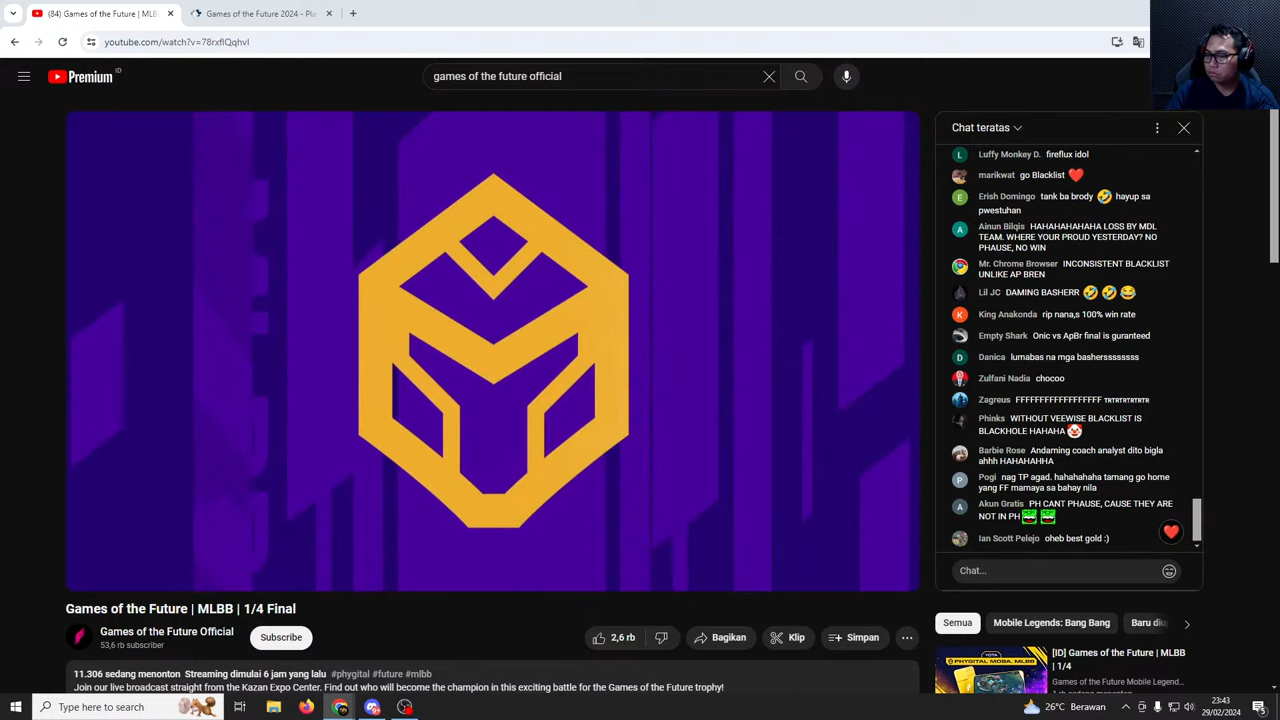 (84) Games of the Future | MLB
Games of the Future 2024 - Pl
youtube.com/watch?v=78rxflQqhvI
Premium ID
games of the future official
Chat teratas
Luffy Monkey D. fireflux idol
marikwat go Blacklist ❤️
Erish Domingo tank ba brody 🤣 hayup sa
pwestuhan
Ainun Bilqis HAHAHAHAHAHA LOSS BY MDL
TEAM. WHERE YOUR PROUD YESTERDAY? NO
PHAUSE, NO WIN
Mr. Chrome Browser INCONSISTENT BLACKLIST
UNLIKE AP BREN
Lil JC DAMING BASHERR 🤣 🤣 😂
King Anakonda rip nana,s 100% win rate
Empty Shark Onic vs ApBr final is guranteed
Danica lumabas na mga bashersssssssss
Zulfani Nadia chocoo
Zagreus FFFFFFFFFFFFFFFFFF ᴛʀᴛʀᴛʀᴛʀᴛʀᴛʀ
Phinks WITHOUT VEEWISE BLACKLIST IS
BLACKHOLE HAHAHA 🤡
Barbie Rose Andaming coach analyst dito bigla
ahhh HAHAHAHHA
Pogi nag TP agad. hahahahaha tamang go home
yang FF mamaya sa bahay nila
Akun Gratis PH CANT PHAUSE, CAUSE THEY ARE
NOT IN PH
Ian Scott Pelejo oheb best gold :)
Chat...
Games of the Future | MLBB | 1/4 Final
Games of the Future Official
53,6 rb subscriber
Subscribe
2,6 rb
Bagikan
Klip
Simpan
11.306 sedang menonton Streaming dimulai 6 jam yang lalu #phygital #future #mlbb
Join our live broadcast straight from the Kazan Expo Center. Find out who will become the champion in this exciting battle for the Games of the Future trophy!
Semua
Mobile Legends: Bang Bang
Baru diu
PHYGITAL MOBA. MLBB
[ID] Games of the Future | MLBB
| 1/4
Games of the Future Mobile Legend...
Type here to search
26°C Berawan
23:43
29/02/2024
5